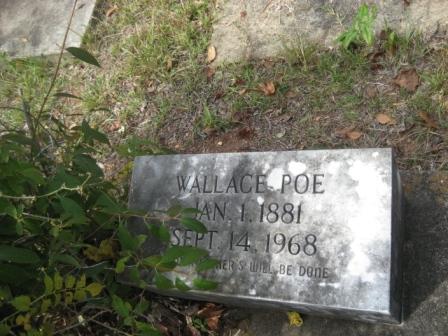 WALLACE POE
JAN. 1, 1881
SEPT. 14, 1968
WILL BE DONE